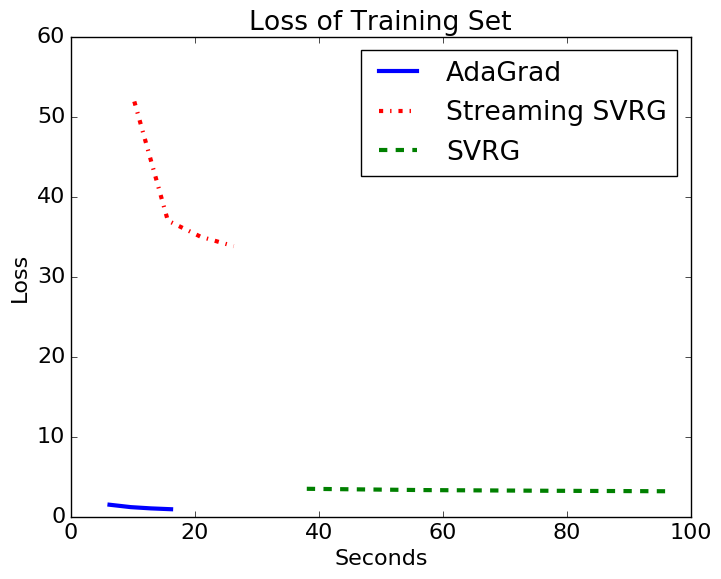 Loss of Training Set
60
50
40
30
20
10
0
Loss
AdaGrad
Streaming SVRG
SVRG
0 20 40 60 80 100
Seconds